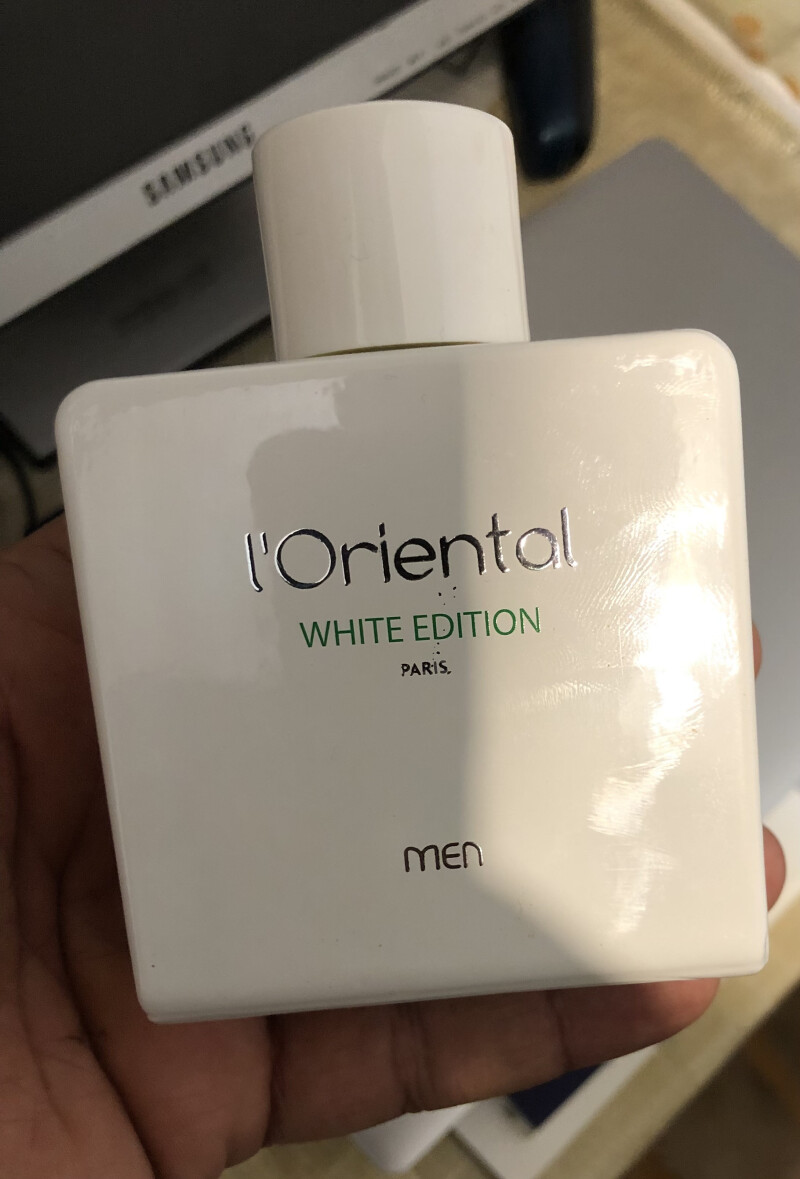 SAMSUNG
l'Oriental
WHITE EDITION
PARIS
MEN